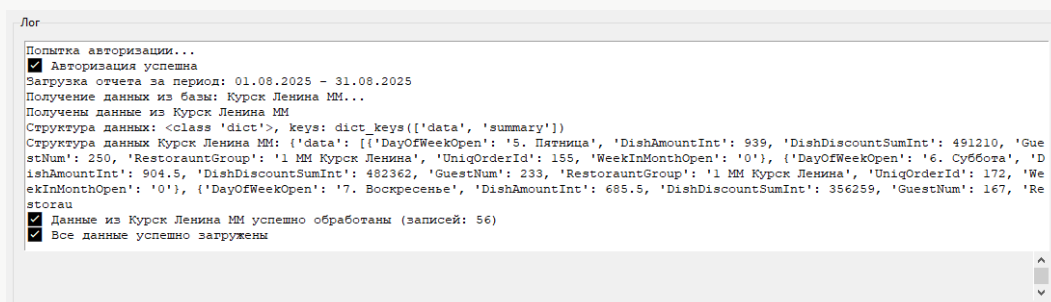 Лог
Попытка авторизации...
✅ Авторизация успешна
Загрузка отчета за период: 01.08.2025 - 31.08.2025
Получение данных из базы: Курск Ленина ММ...
Получены данные из Курск Ленина ММ
Структура данных: <class 'dict'>, keys: dict_keys(['data', 'summary'])
Структура данных Курск Ленина ММ: {'data': [{'DayOfWeekOpen': '5. Пятница', 'DishAmountInt': 939, 'DishDiscountSumInt': 491210, 'Gue
stNum': 250, 'RestorauntGroup': '1 ММ Курск Ленина', 'UniqOrderId': 155, 'WeekInMonthOpen': '0'}, {'DayOfWeekOpen': '6. Суббота', 'D
ishAmountInt': 904.5, 'DishDiscountSumInt': 482362, 'GuestNum': 233, 'RestorauntGroup': '1 ММ Курск Ленина', 'UniqOrderId': 172, 'We
ekInMonthOpen': '0'}, {'DayOfWeekOpen': '7. Воскресенье', 'DishAmountInt': 685.5, 'DishDiscountSumInt': 356259, 'GuestNum': 167, 'Re
storau
✅ Данные из Курск Ленина ММ успешно обработаны (записей: 56)
✅ Все данные успешно загружены